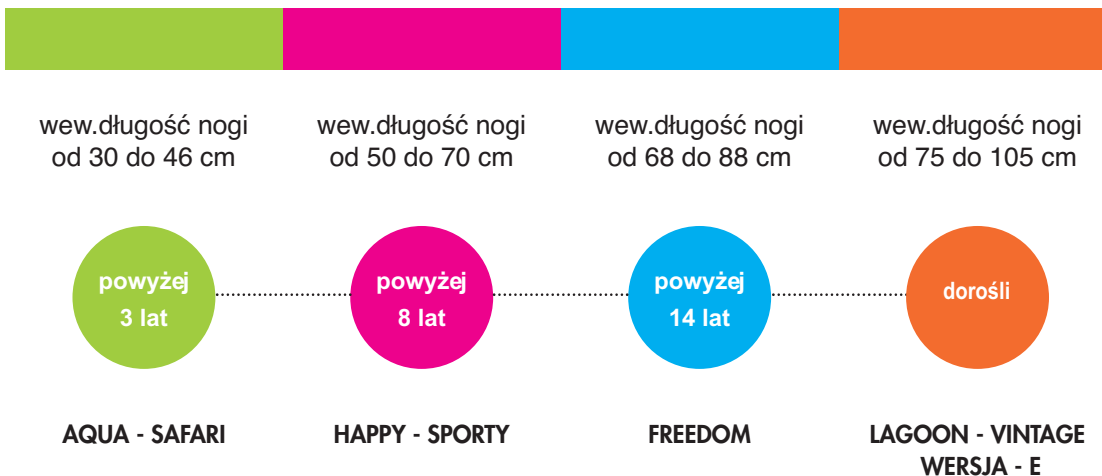 wew.długość nogi
od 30 do 46 cm
wew.długość nogi
od 50 do 70 cm
wew.długość nogi
od 68 do 88 cm
wew.długość nogi
od 75 do 105 cm
powyżej
3 lat
powyżej
8 lat
powyżej
14 lat
dorośli
AQUA - SAFARI
HAPPY - SPORTY
FREEDOM
LAGOON - VINTAGE
WERSJA - E